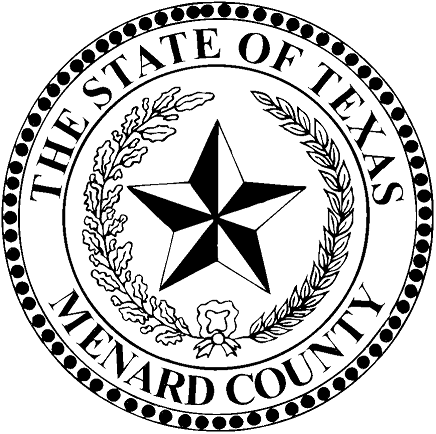 THE STATE OF TEXAS
MENARD COUNTY